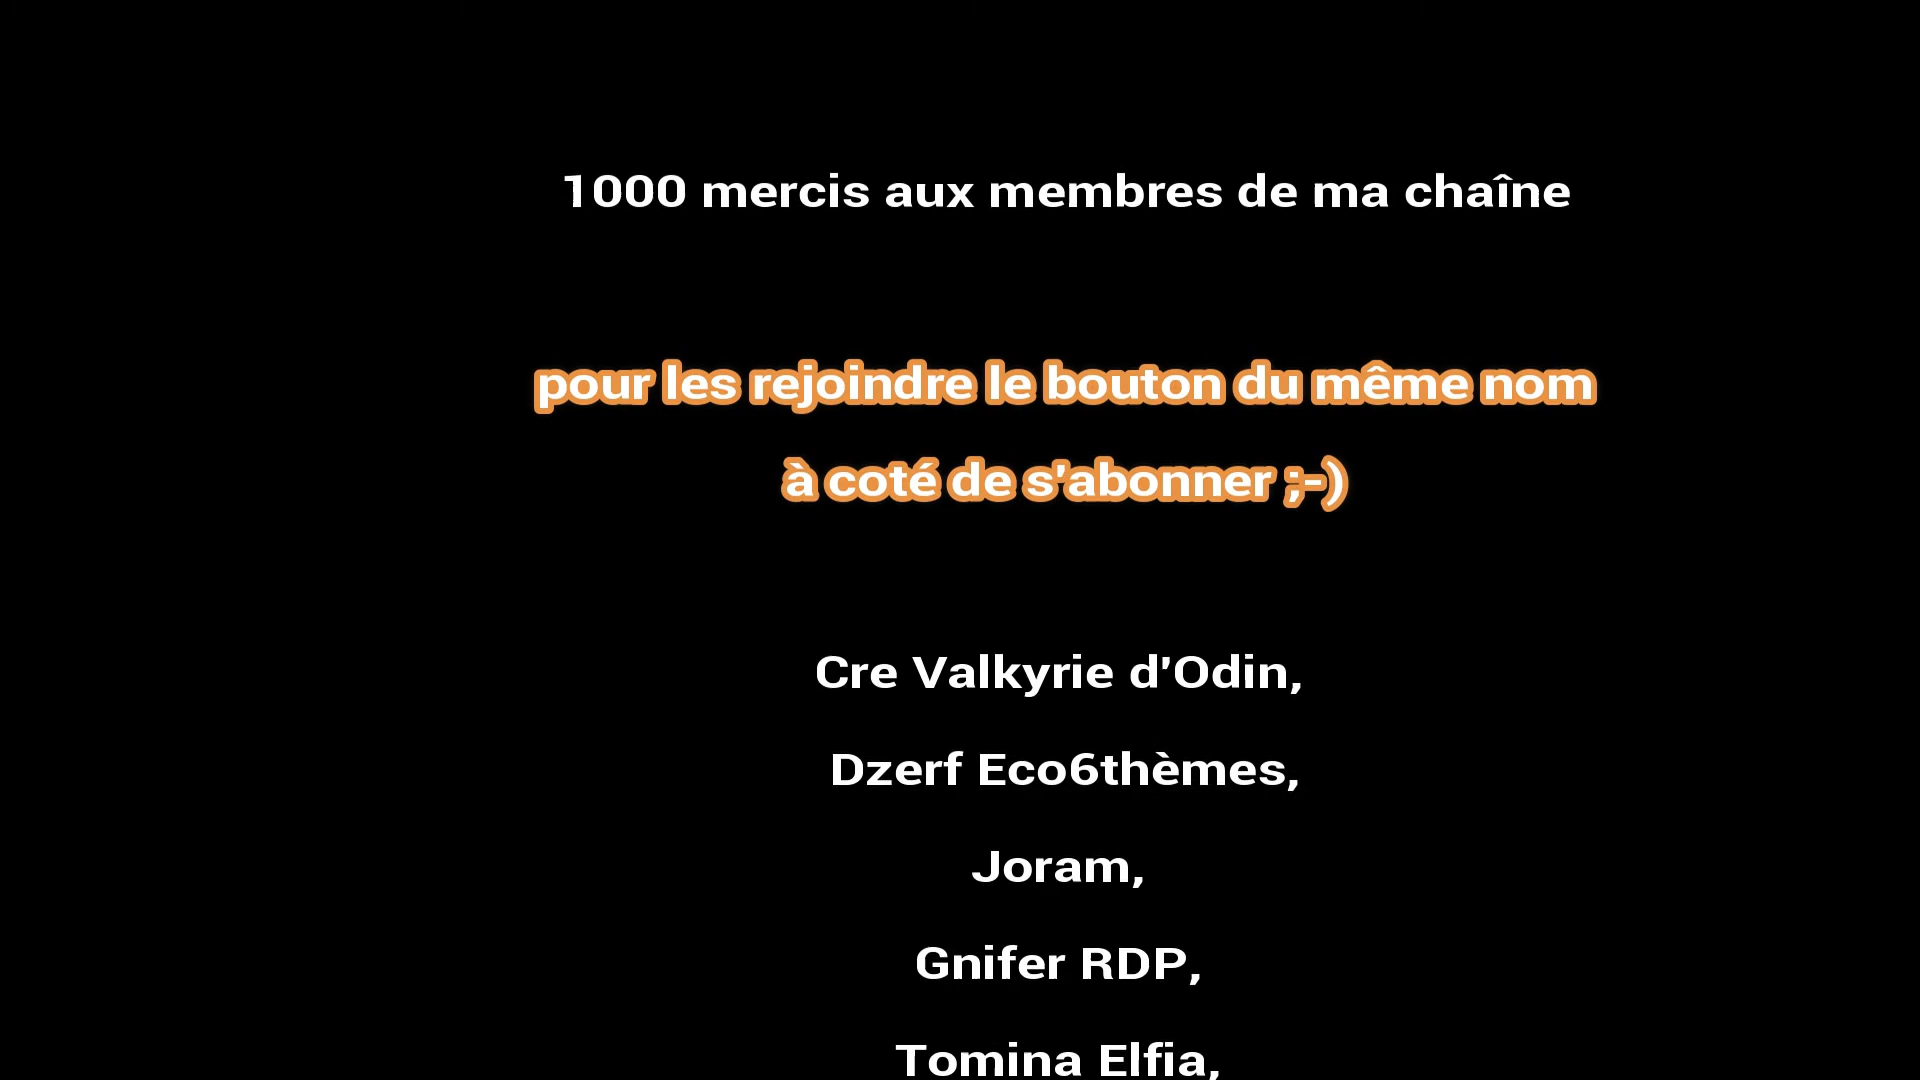 1000 mercis aux membres de ma chaîne
pour les rejoindre le bouton du même nom
à coté de s'abonner ;-)
Cre Valkyrie d'Odin,
Dzerf Eco6thèmes,
Joram,
Gnifer RDP,
Tomina Elfia,